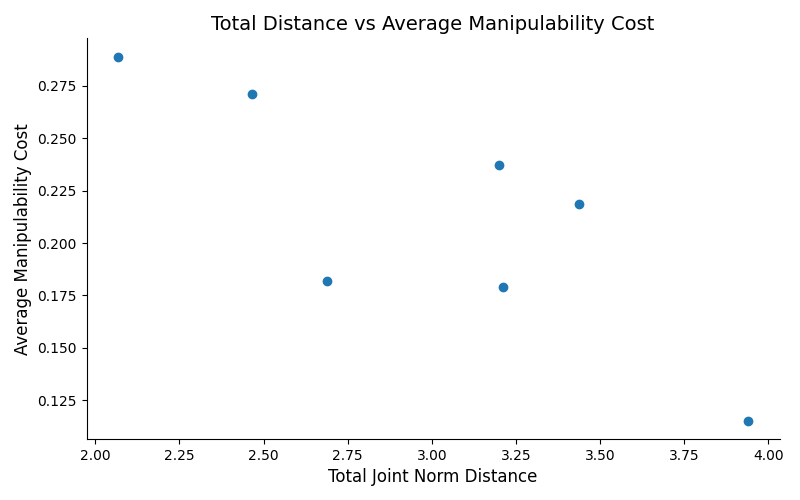 Total Distance vs Average Manipulability Cost
Average Manipulability Cost
0.275
0.250
0.225
0.200
0.175
0.150
0.125
2.00 2.25 2.50 2.75 3.00 3.25 3.50 3.75 4.00
Total Joint Norm Distance